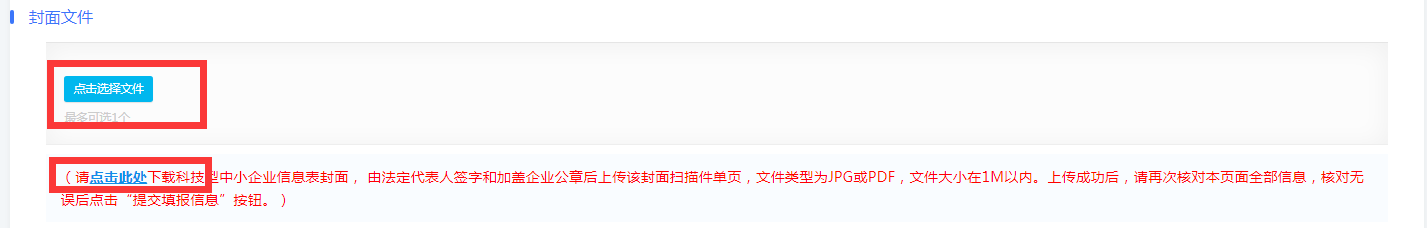 封面文件
点击选择文件
最多可选1个
（ 请点击此处下载科技型中小企业信息表封面， 由法定代表人签字和加盖企业公章后上传该封面扫描件单页，文件类型为JPG或PDF，文件大小在1M以内。上传成功后，请再次核对本页面全部信息，核对无
误后点击“提交填报信息”按钮。）